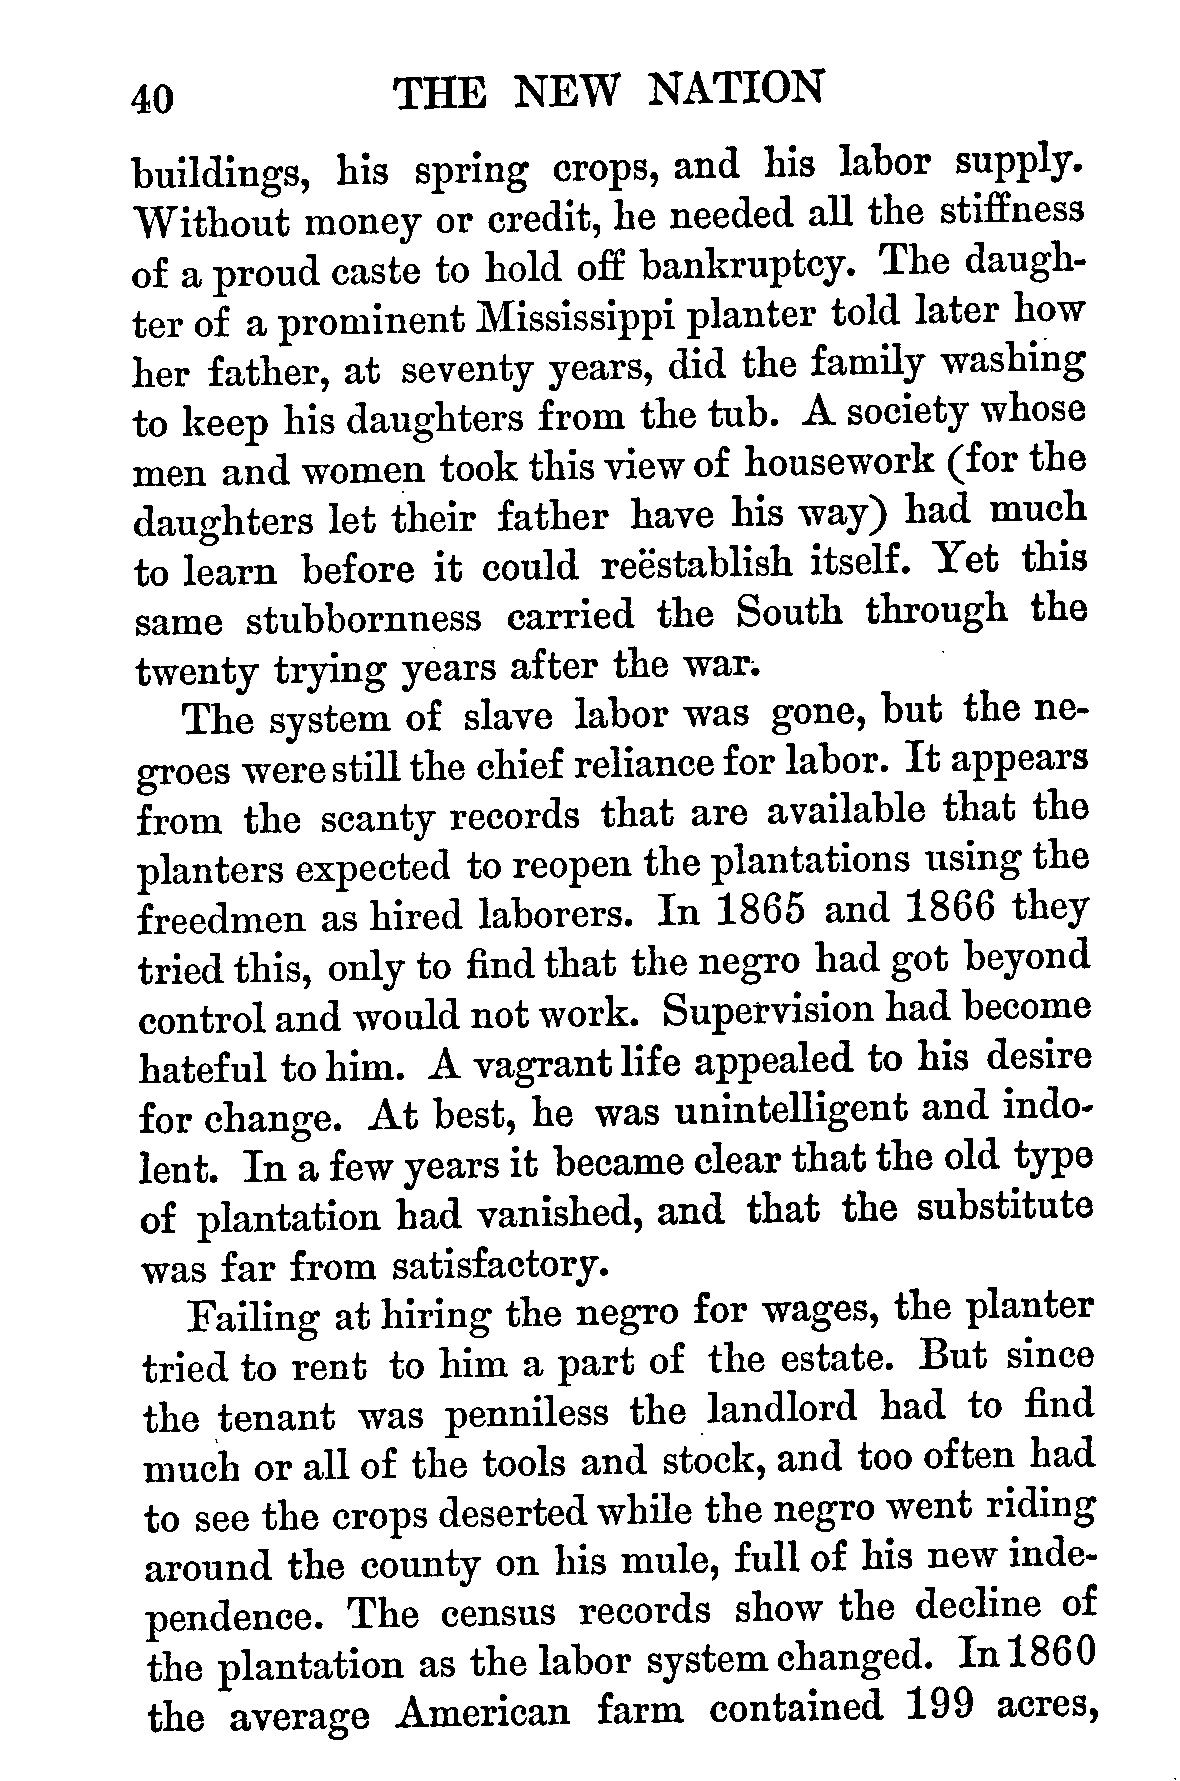 40 THE NEW NATION
buildings, his spring crops, and his labor supply.
Without money or credit, he needed all the stiffness
of a proud caste to hold off bankruptcy. The daugh-
ter of a prominent Mississippi planter told later how
her father, at seventy years, did the family washing
to keep his daughters from the tub. A society whose
men and women took this view of housework (for the
daughters let their father have his way) had much
to learn before it could reëstablish itself. Yet this
same stubbornness carried the South through the
twenty trying years after the war.
The system of slave labor was gone, but the ne-
groes were still the chief reliance for labor. It appears
from the scanty records that are available that the
planters expected to reopen the plantations using the
freedmen as hired laborers. In 1865 and 1866 they
tried this, only to find that the negro had got beyond
control and would not work. Supervision had become
hateful to him. A vagrant life appealed to his desire
for change. At best, he was unintelligent and indo-
lent. In a few years it became clear that the old type
of plantation had vanished, and that the substitute
was far from satisfactory.
Failing at hiring the negro for wages, the planter
tried to rent to him a part of the estate. But since
the tenant was penniless the landlord had to find
much or all of the tools and stock, and too often had
to see the crops deserted while the negro went riding
around the county on his mule, full of his new inde-
pendence. The census records show the decline of
the plantation as the labor system changed. In 1860
the average American farm contained 199 acres,